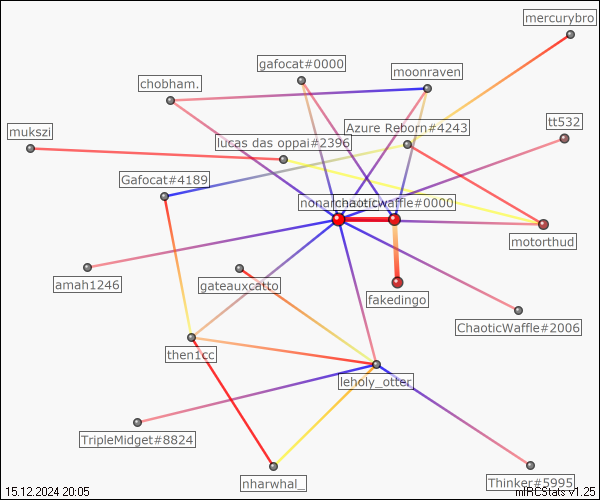 mercurybro
gafocat#0000
moonraven
chobham.
tt532
Azure Reborn#4243
mukszi
lucas das oppai#2396
Gafocat#4189
chaoticwaffle#0000
motorthud
amah1246
gateauxcatto
fakedingo
ChaoticWaffle#2006
then1cc
leholy_otter
TripleMidget#8824
nharwhal_
Thinker#5995
15.12.2024 20:05
mIRCStats v1.25